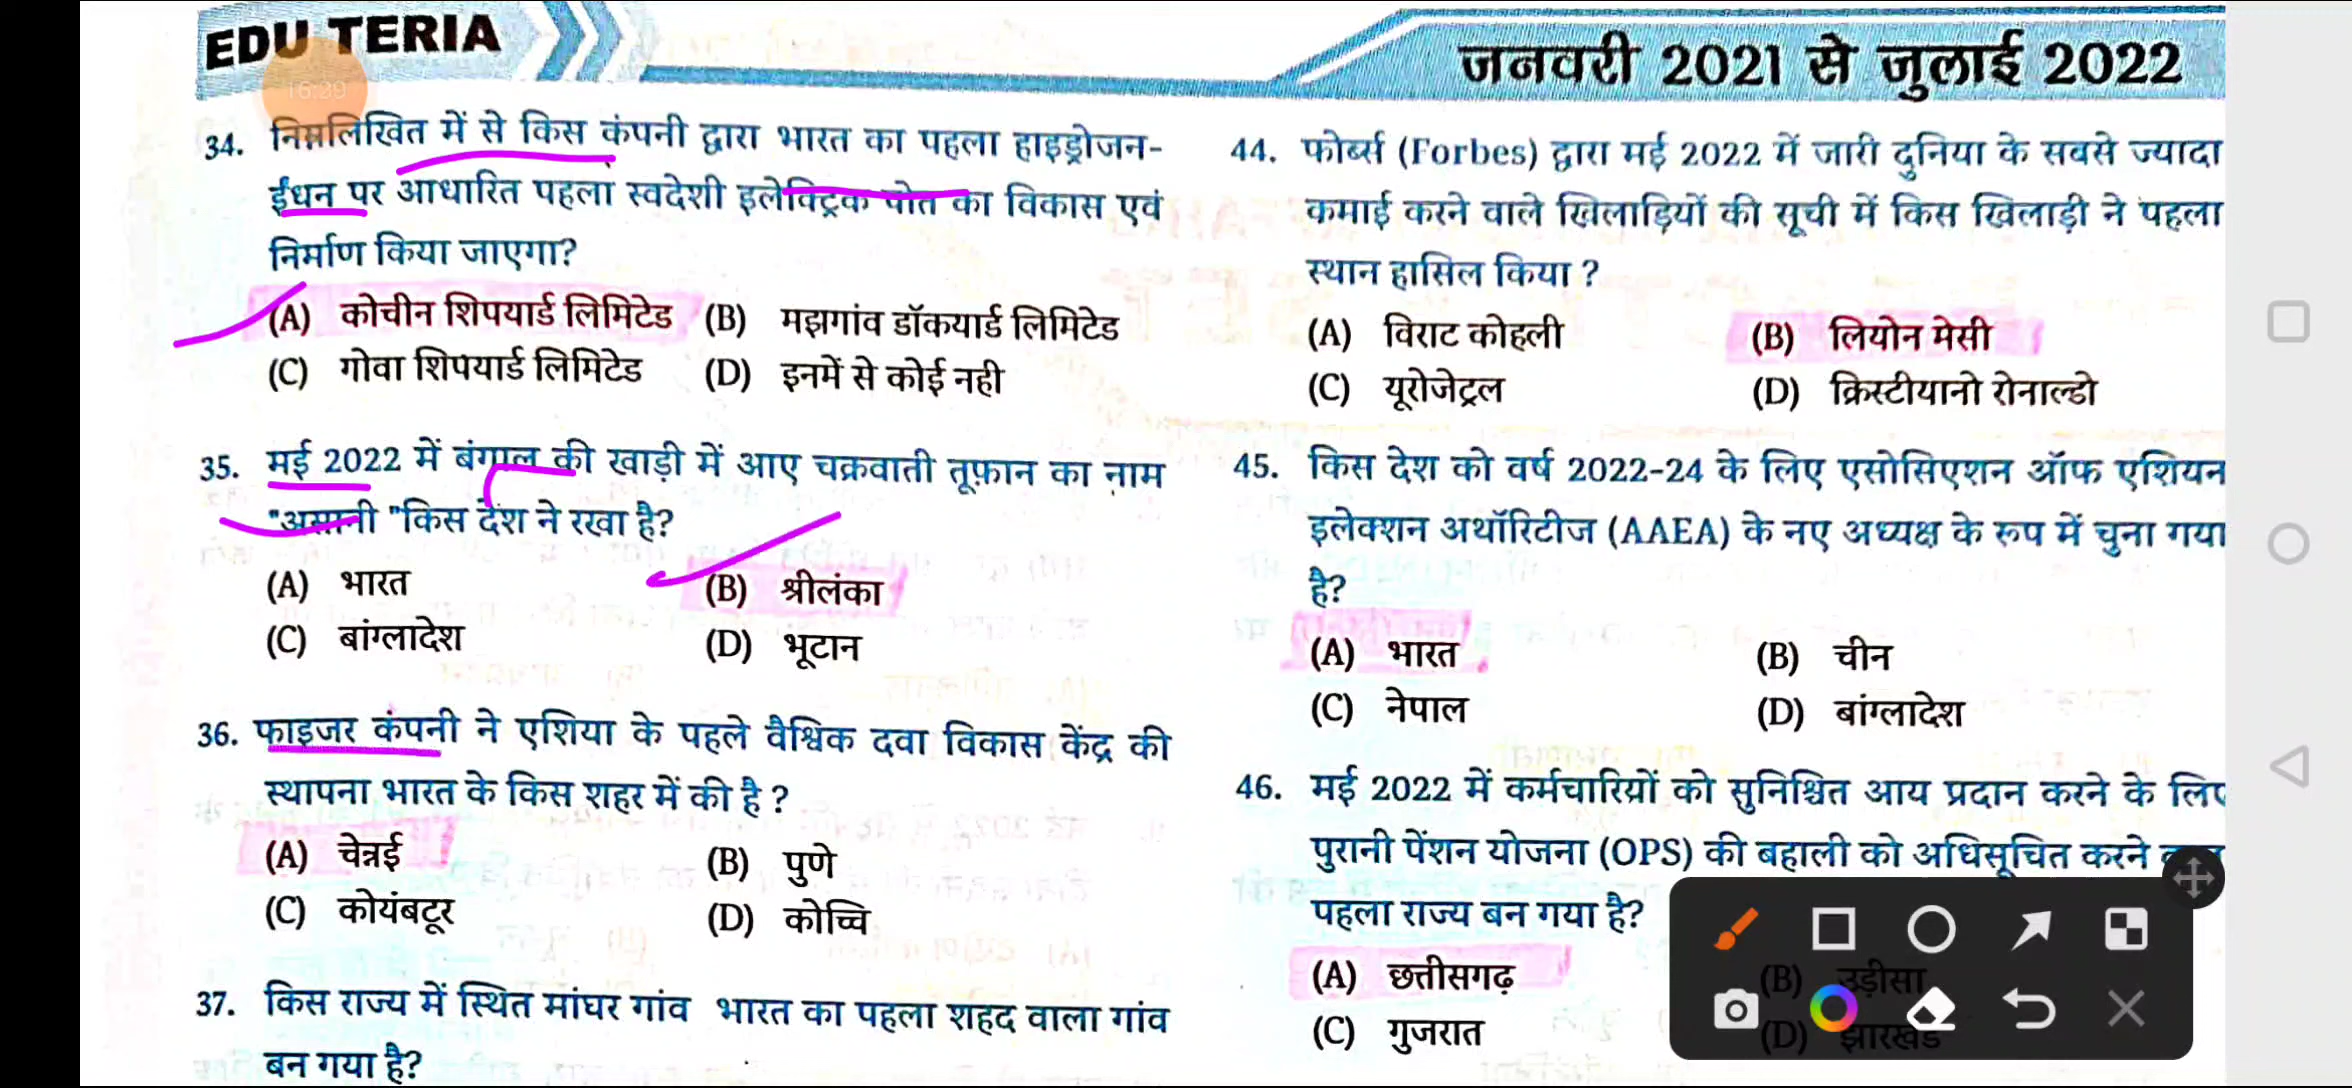 EDU TERIA
जनवरी 2021 से जुलाई 2022
16:39
34. निम्नलिखित में से किस कंपनी द्वारा भारत का पहला हाइड्रोजन-
ईंधन पर आधारित पहला स्वदेशी इलेक्ट्रिक पोत का विकास एवं
निर्माण किया जाएगा?
(A) कोचीन शिपयार्ड लिमिटेड (B) मझगांव डॉकयार्ड लिमिटेड
(C) गोवा शिपयार्ड लिमिटेड (D) इनमें से कोई नही
35. मई 2022 में बंगाल की खाड़ी में आए चक्रवाती तूफ़ान का नाम
"असानी "किस देश ने रखा है?
(A) भारत (B) श्रीलंका
(C) बांग्लादेश (D) भूटान
36. फाइजर कंपनी ने एशिया के पहले वैश्विक दवा विकास केंद्र की
स्थापना भारत के किस शहर में की है ?
(A) चेन्नई (B) पुणे
(C) कोयंबटूर (D) कोच्चि
37. किस राज्य में स्थित मांघर गांव भारत का पहला शहद वाला गांव
बन गया है?
44. फोर्ब्स (Forbes) द्वारा मई 2022 में जारी दुनिया के सबसे ज्यादा
कमाई करने वाले खिलाड़ियों की सूची में किस खिलाड़ी ने पहला
स्थान हासिल किया ?
(A) विराट कोहली (B) लियोन मेसी
(C) यूरोजेट्रल (D) क्रिस्टीयानो रोनाल्डो
45. किस देश को वर्ष 2022-24 के लिए एसोसिएशन ऑफ एशियन
इलेक्शन अथॉरिटीज (AAEA) के नए अध्यक्ष के रूप में चुना गया
है?
(A) भारत (B) चीन
(C) नेपाल (D) बांग्लादेश
46. मई 2022 में कर्मचारियों को सुनिश्चित आय प्रदान करने के लिए
पुरानी पेंशन योजना (OPS) की बहाली को अधिसूचित करने
पहला राज्य बन गया है?
(A) छत्तीसगढ़ (B) उड़ीसा
(C) गुजरात (D) झारखंड